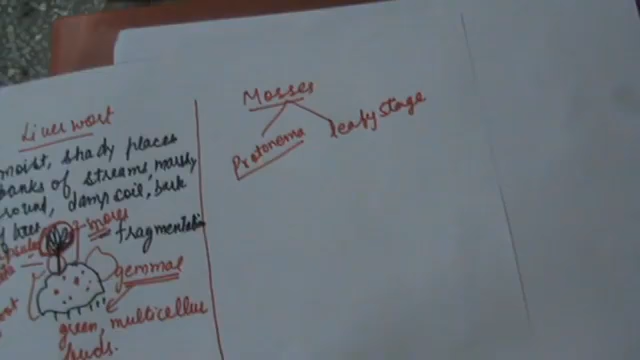 Liverwort
moist, shady places
banks of streams, marshy
ground, damp soil, bark
of trees
spores
fragmentation
gemmae
green, multicellular
buds.
Mosses
Protonema
leafy stage